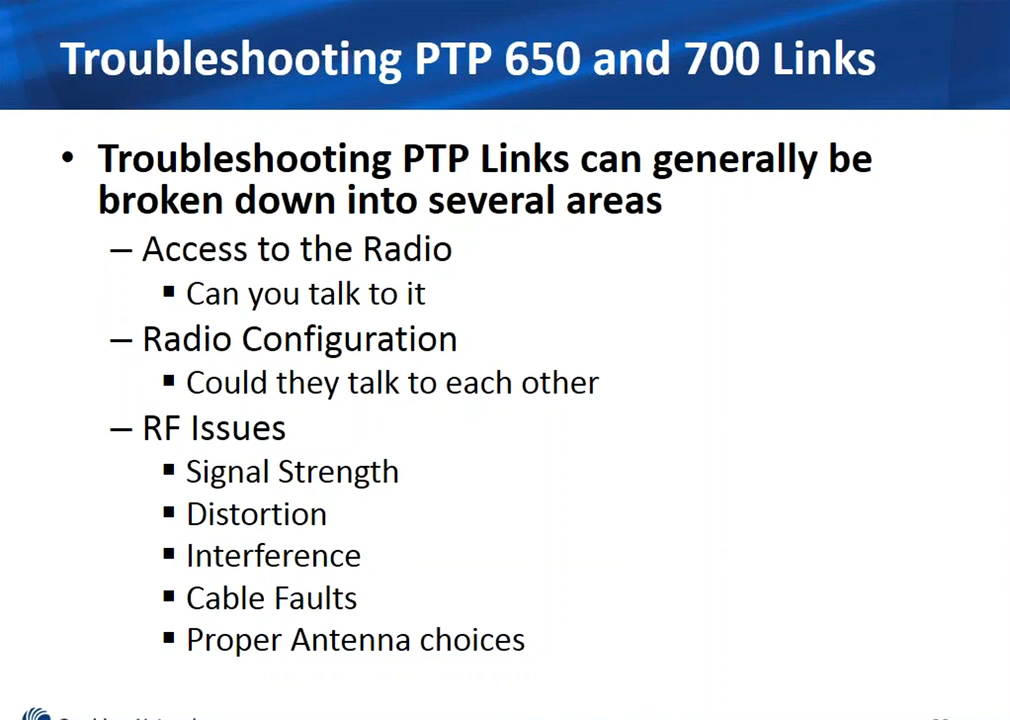 Troubleshooting PTP 650 and 700 Links
• Troubleshooting PTP Links can generally be
broken down into several areas
– Access to the Radio
▪ Can you talk to it
– Radio Configuration
▪ Could they talk to each other
– RF Issues
▪ Signal Strength
▪ Distortion
▪ Interference
▪ Cable Faults
▪ Proper Antenna choices